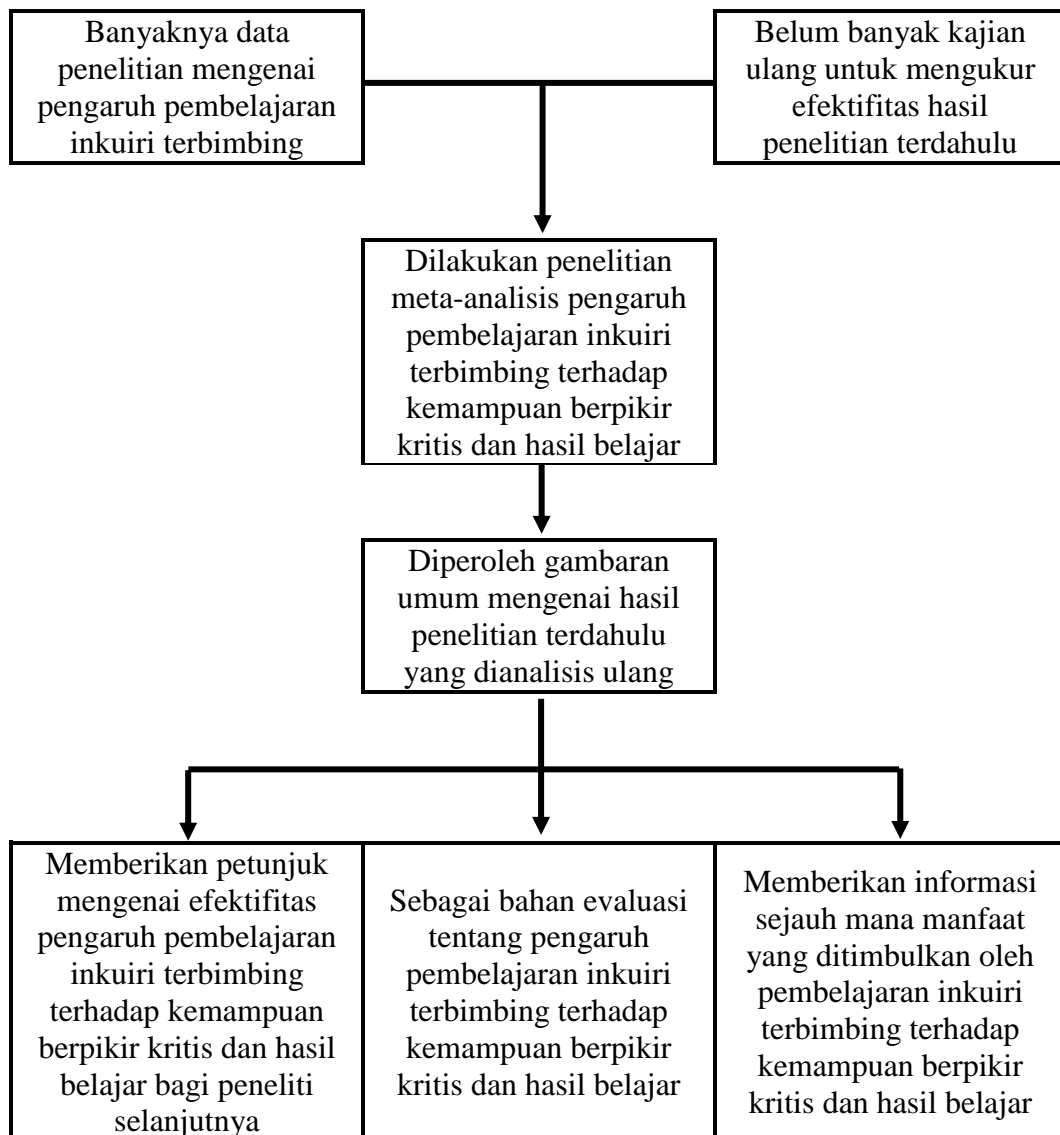 Banyaknya data
penelitian mengenai
pengaruh pembelajaran
inkuiri terbimbing
Belum banyak kajian
ulang untuk mengukur
efektifitas hasil
penelitian terdahulu
Dilakukan penelitian
meta-analisis pengaruh
pembelajaran inkuiri
terbimbing terhadap
kemampuan berpikir
kritis dan hasil belajar
Diperoleh gambaran
umum mengenai hasil
penelitian terdahulu
yang dianalisis ulang
Memberikan petunjuk
mengenai efektifitas
pengaruh pembelajaran
inkuiri terbimbing
terhadap kemampuan
berpikir kritis dan hasil
belajar bagi peneliti
selanjutnya
Sebagai bahan evaluasi
tentang pengaruh
pembelajaran inkuiri
terbimbing terhadap
kemampuan berpikir
kritis dan hasil belajar
Memberikan informasi
sejauh mana manfaat
yang ditimbulkan oleh
pembelajaran inkuiri
terbimbing terhadap
kemampuan berpikir
kritis dan hasil belajar